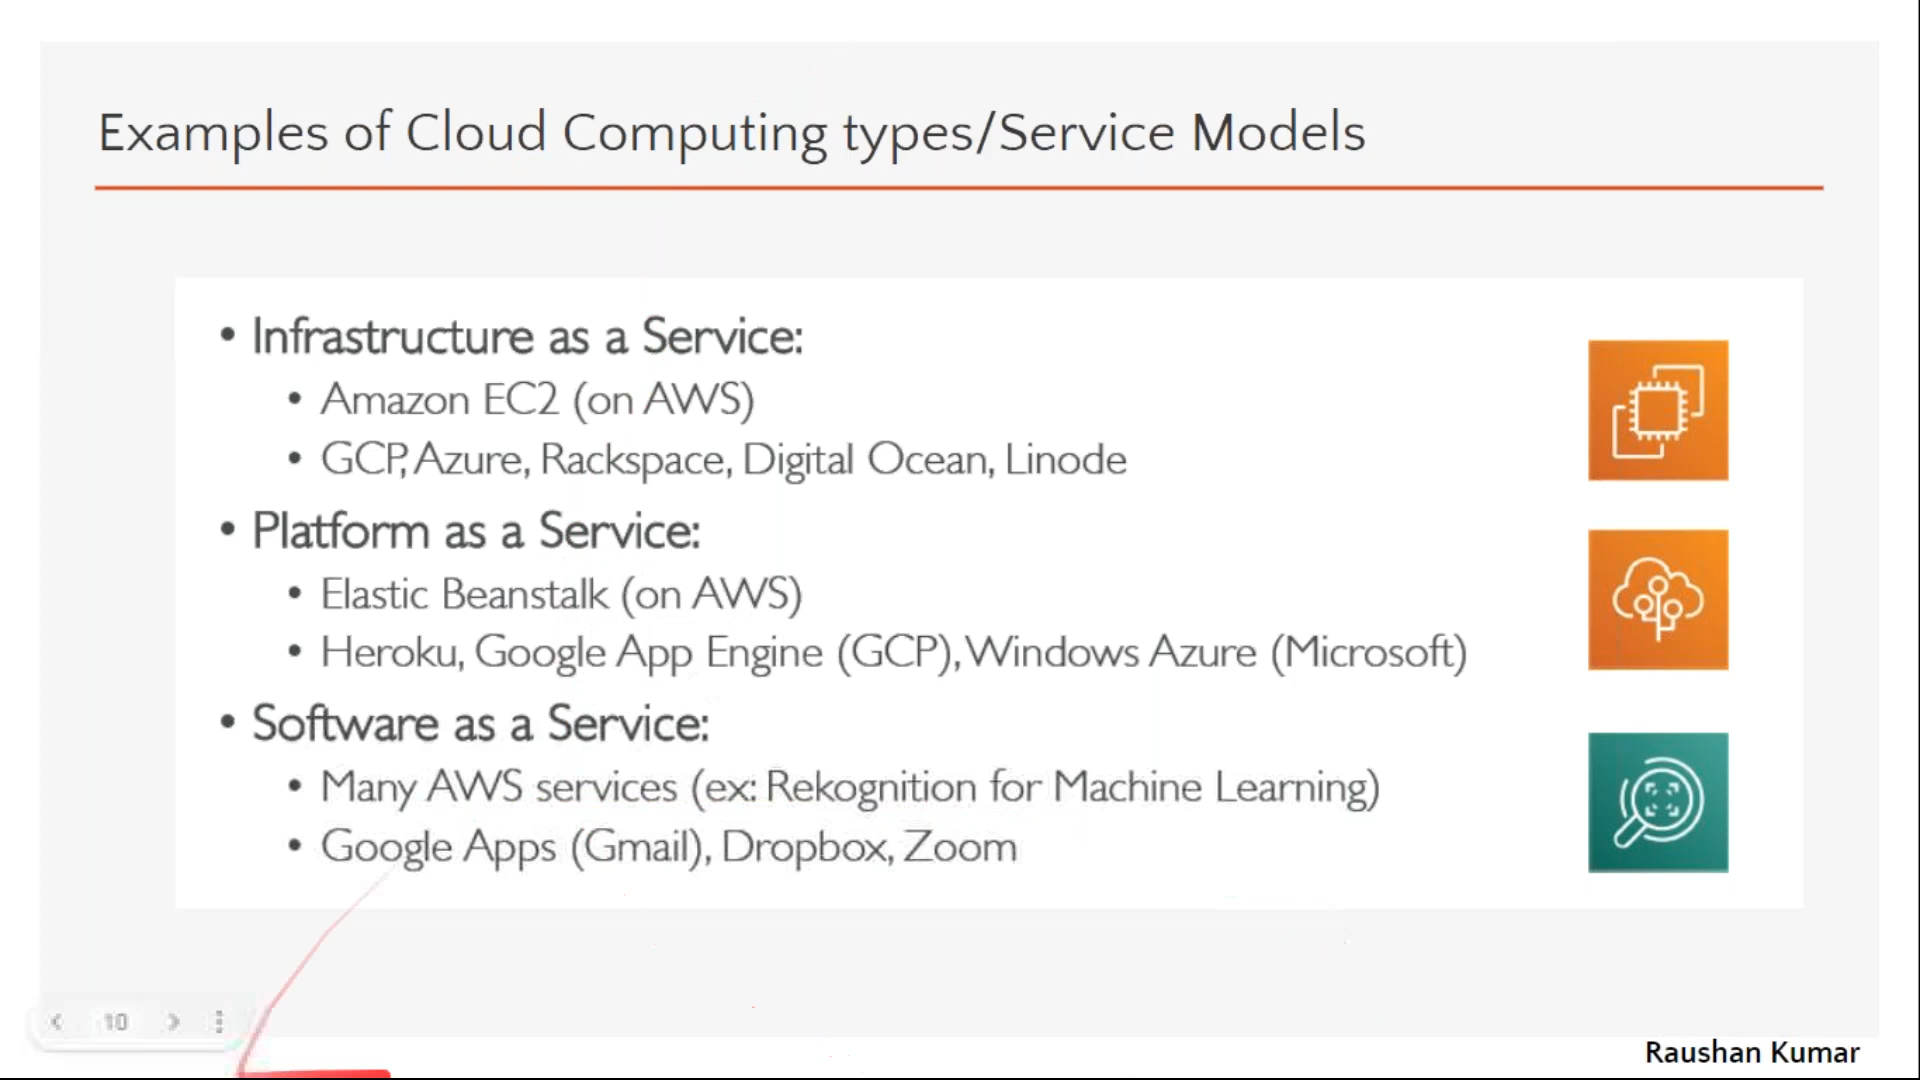 Examples of Cloud Computing types/Service Models
• Infrastructure as a Service:
• Amazon EC2 (on AWS)
• GCP, Azure, Rackspace, Digital Ocean, Linode
• Platform as a Service:
• Elastic Beanstalk (on AWS)
• Heroku, Google App Engine (GCP), Windows Azure (Microsoft)
• Software as a Service:
• Many AWS services (ex: Rekognition for Machine Learning)
• Google Apps (Gmail), Dropbox, Zoom
10
Raushan Kumar